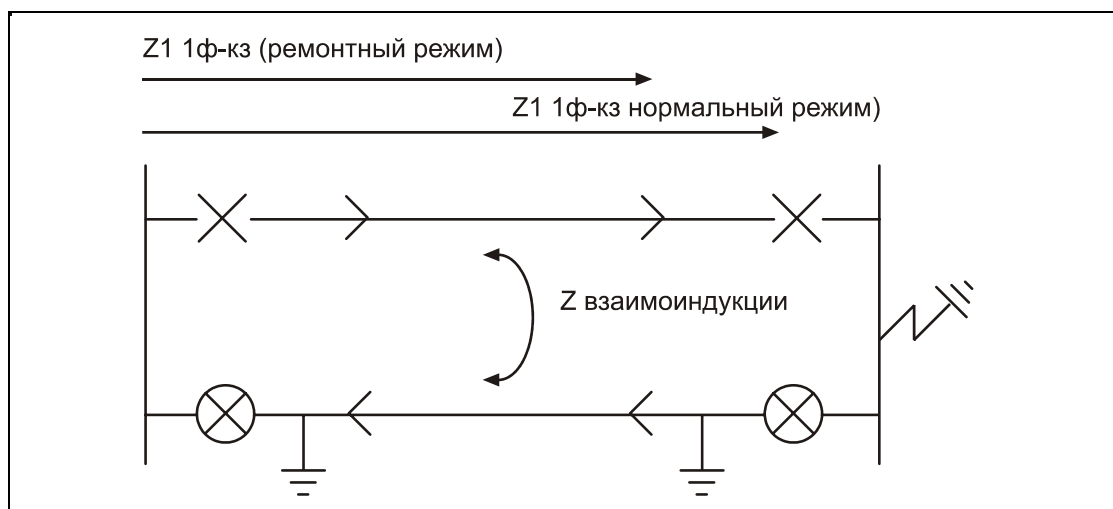 Z1 1ф-кз (ремонтный режим)
Z1 1ф-кз нормальный режим)
Z взаимоиндукции